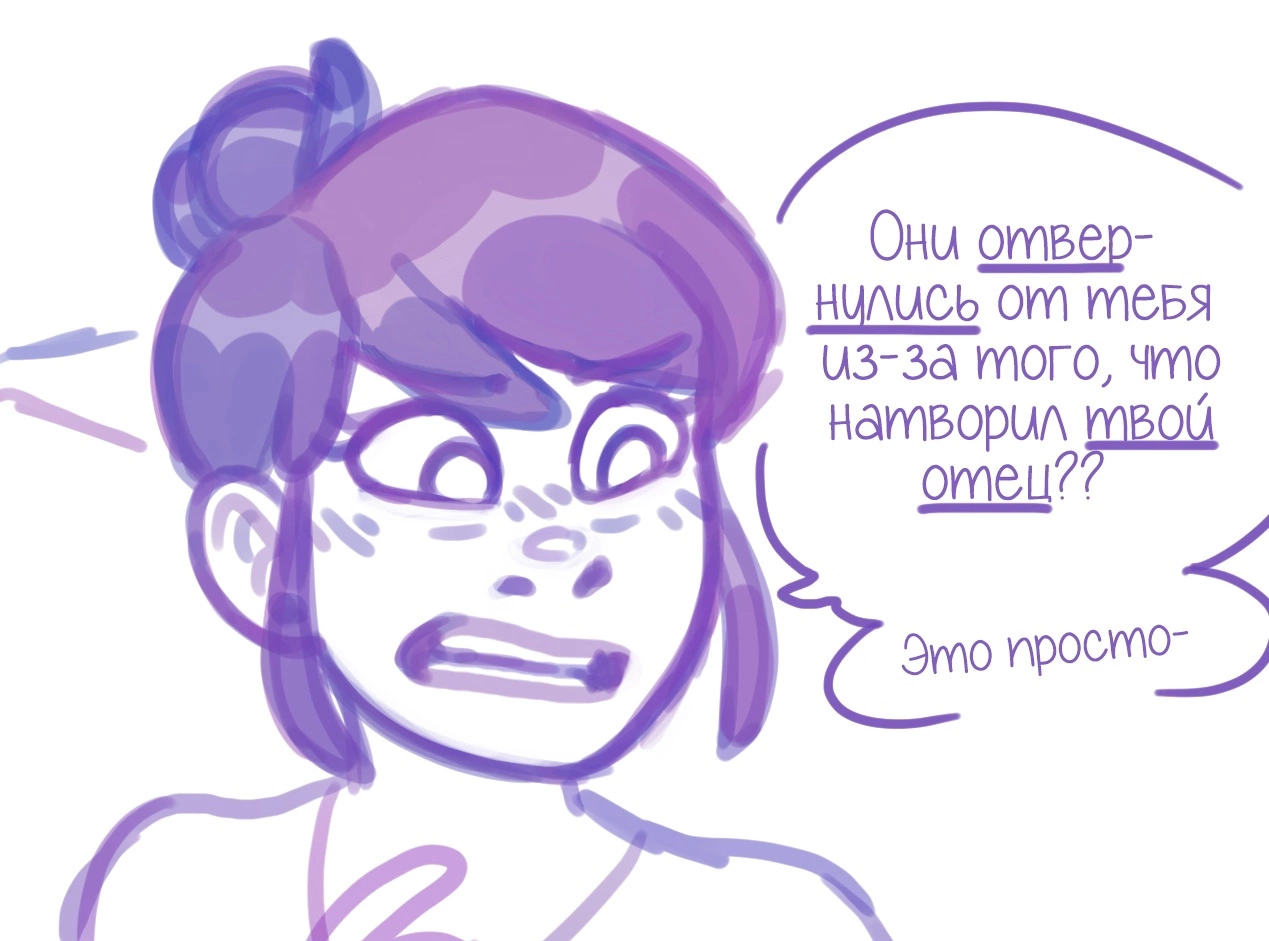 Они отвер-
нулись от тебя
из-за того, что
натворил твой
отец??
Это просто-